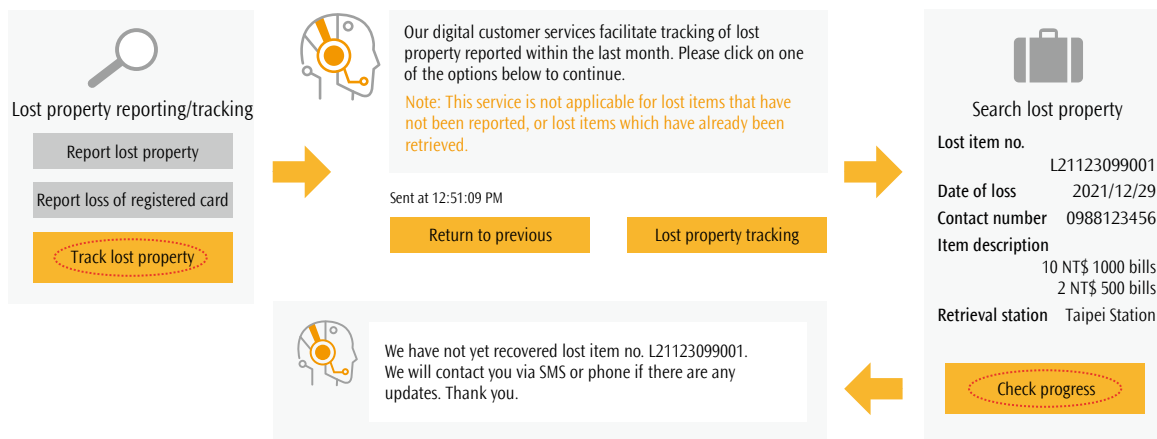 Lost property reporting/tracking
Report lost property
Report loss of registered card
Track lost property
Our digital customer services facilitate tracking of lost
property reported within the last month. Please click on one
of the options below to continue.
Note: This service is not applicable for lost items that have
not been reported, or lost items which have already been
retrieved.
Sent at 12:51:09 PM
Return to previous
Lost property tracking
Search lost property
Lost item no.
L21123099001
Date of loss 2021/12/29
Contact number 0988123456
Item description
10 NT$ 1000 bills
2 NT$ 500 bills
Retrieval station Taipei Station
Check progress
We have not yet recovered lost item no. L21123099001.
We will contact you via SMS or phone if there are any
updates. Thank you.